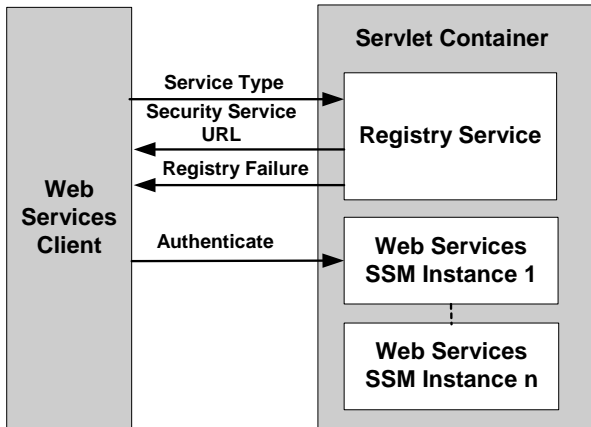 Servlet Container
Service Type
Security Service
URL
Registry Failure
Registry Service
Web
Services
Client
Authenticate
Web Services
SSM Instance 1
Web Services
SSM Instance n